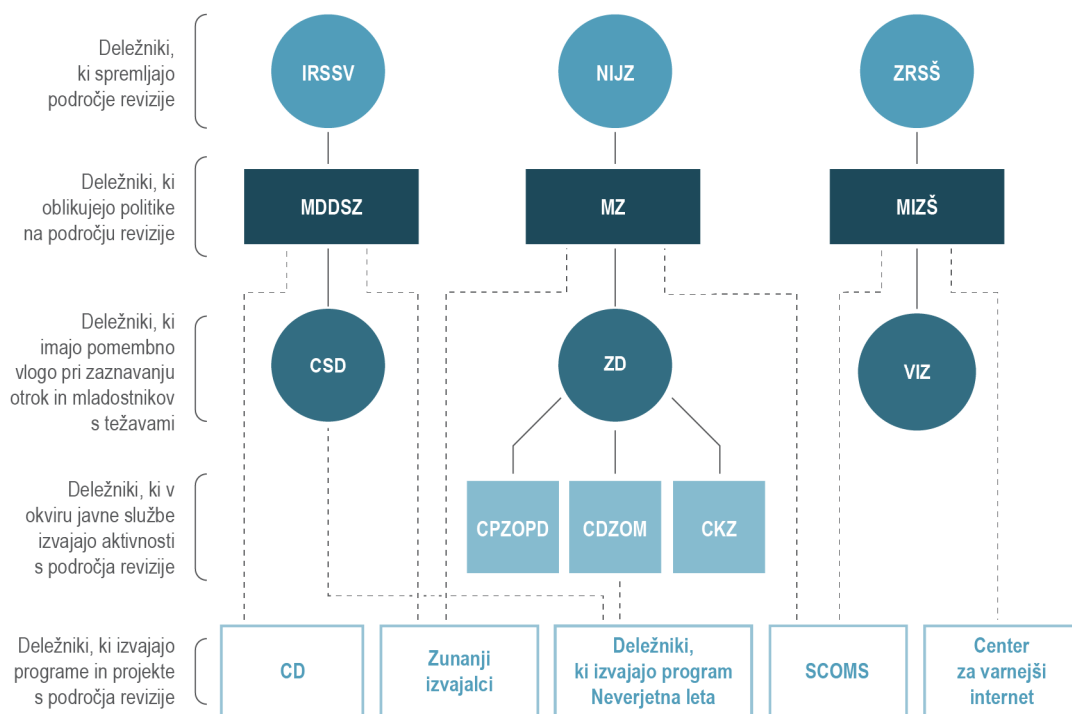 Deležniki,
ki spremljajo
področje revizije
IRSSV
NIJZ
ZRSŠ
Deležniki, ki
oblikujejo politike
na področju revizije
MDDSZ
MZ
MIZŠ
Deležniki, ki
imajo pomembno
vlogo pri zaznavanju
otrok in mladostnikov
s težavami
CSD
ZD
VIZ
Deležniki, ki v
okviru javne službe
izvajajo aktivnosti
s področja revizije
CPZOPD
CDZOM
CKZ
Deležniki, ki izvajajo
programe in projekte
s področja revizije
CD
Zunanji
izvajalci
Deležniki,
ki izvajajo program
Neverjetna leta
SCOMS
Center
za varnejši
internet